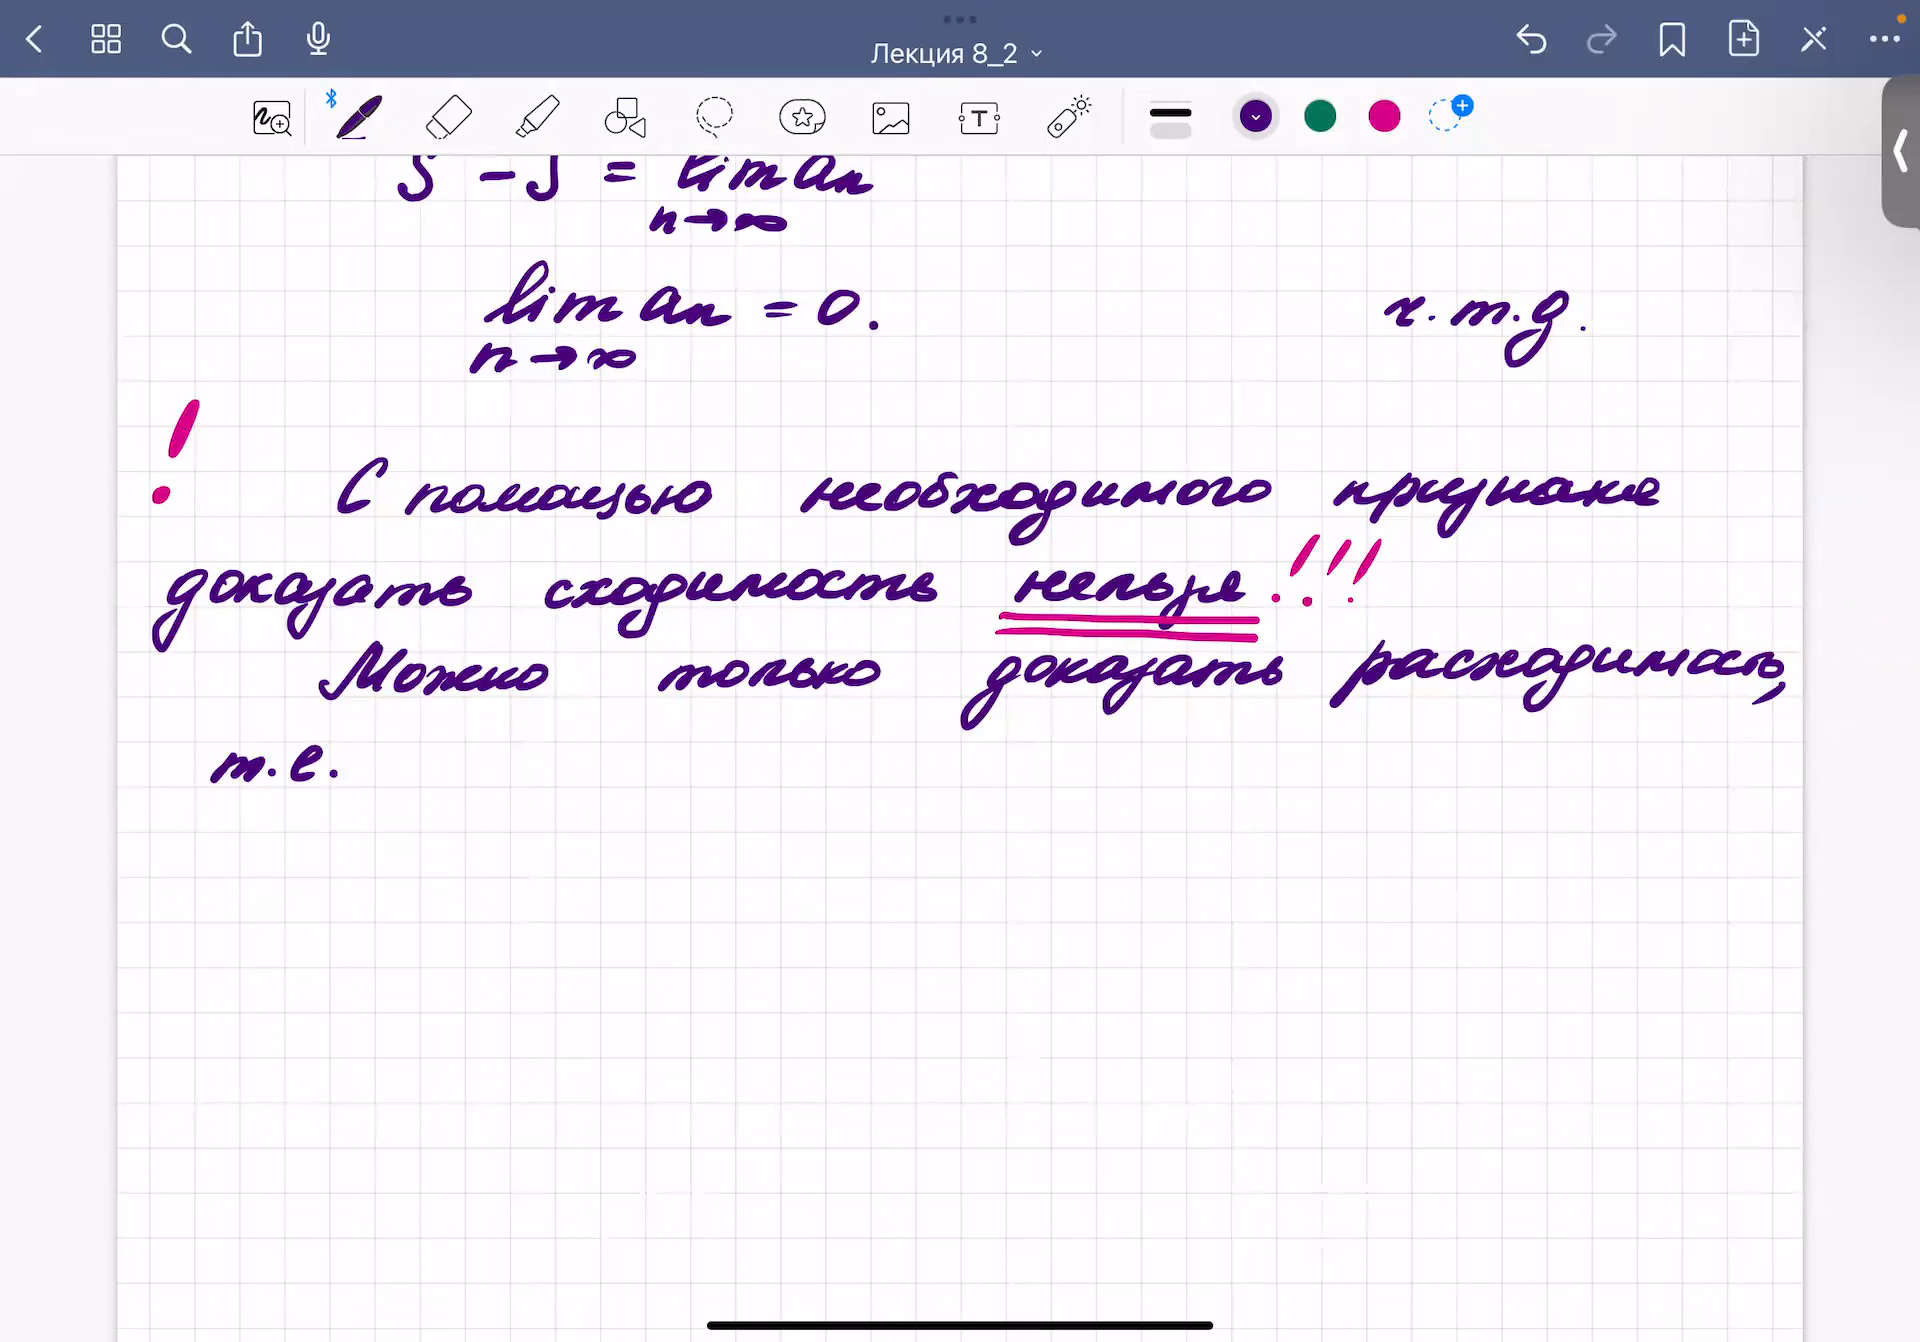 Лекция 8_2
S - S = lim an
n→∞
lim an = 0.
n→∞
ч.т.д.
!
С помощью необходимого признака
доказать сходимость нельзя!!!
Можно только доказать расходимость,
т.е.